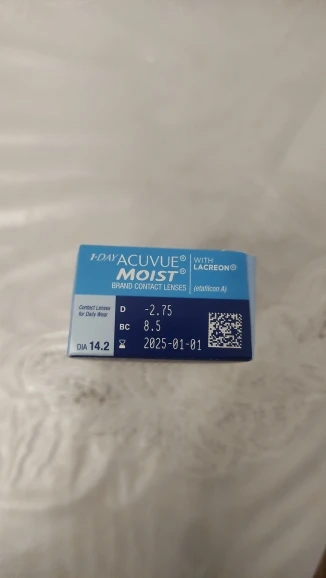 1·DAY ACUVUE®
MOIST®
BRAND CONTACT LENSES
WITH
LACREON®
(etafilcon A)
Contact Lenses
for Daily Wear
DIA 14.2
D -2.75
BC 8.5
2025-01-01